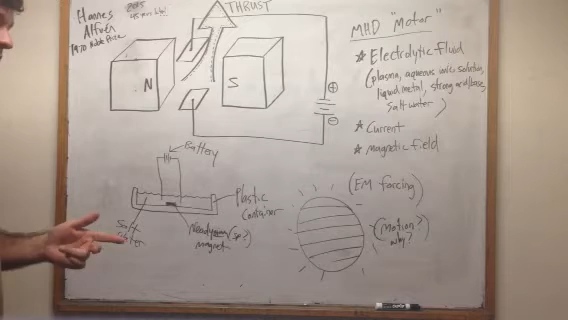 Hannes
Alfvén
1970 Nobel Prize
THRUST
N
S
⊕
⊖
MHD "Motor"
☆ Electrolytic fluid
(plasma, aqueous ionic solution,
liquid metal, strong acid/base,
Salt water)
☆ Current
☆ magnetic field
Battery
Plastic
Container
Salt
water
(sp?)
magnet
(EM forcing)
(Motion?
why?)